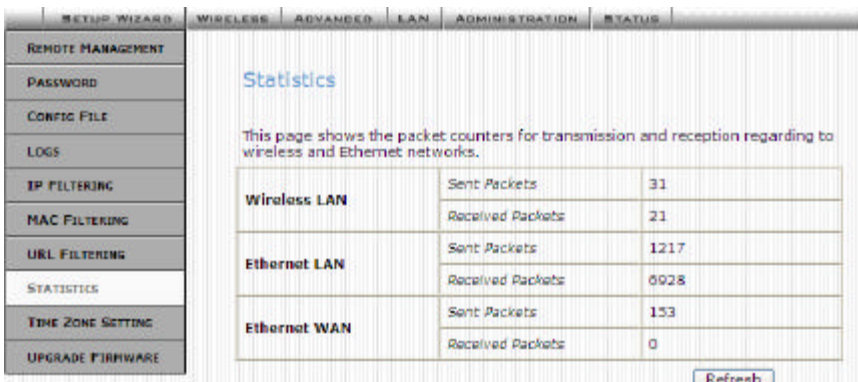 SETUP WIZARD WIRELESS ADVANCED LAN ADMINISTRATION STATUS
REMOTE MANAGEMENT
PASSWORD
CONFIG FILE
LOGS
IP FILTERING
MAC FILTERING
URL FILTERING
STATISTICS
TIME ZONE SETTING
UPGRADE FIRMWARE
Statistics
This page shows the packet counters for transmission and reception regarding to
wireless and Ethernet networks.
Wireless LAN
Sent Packets 31
Received Packets 21
Ethernet LAN
Sent Packets 1217
Received Packets 6928
Ethernet WAN
Sent Packets 153
Received Packets 0
Refresh